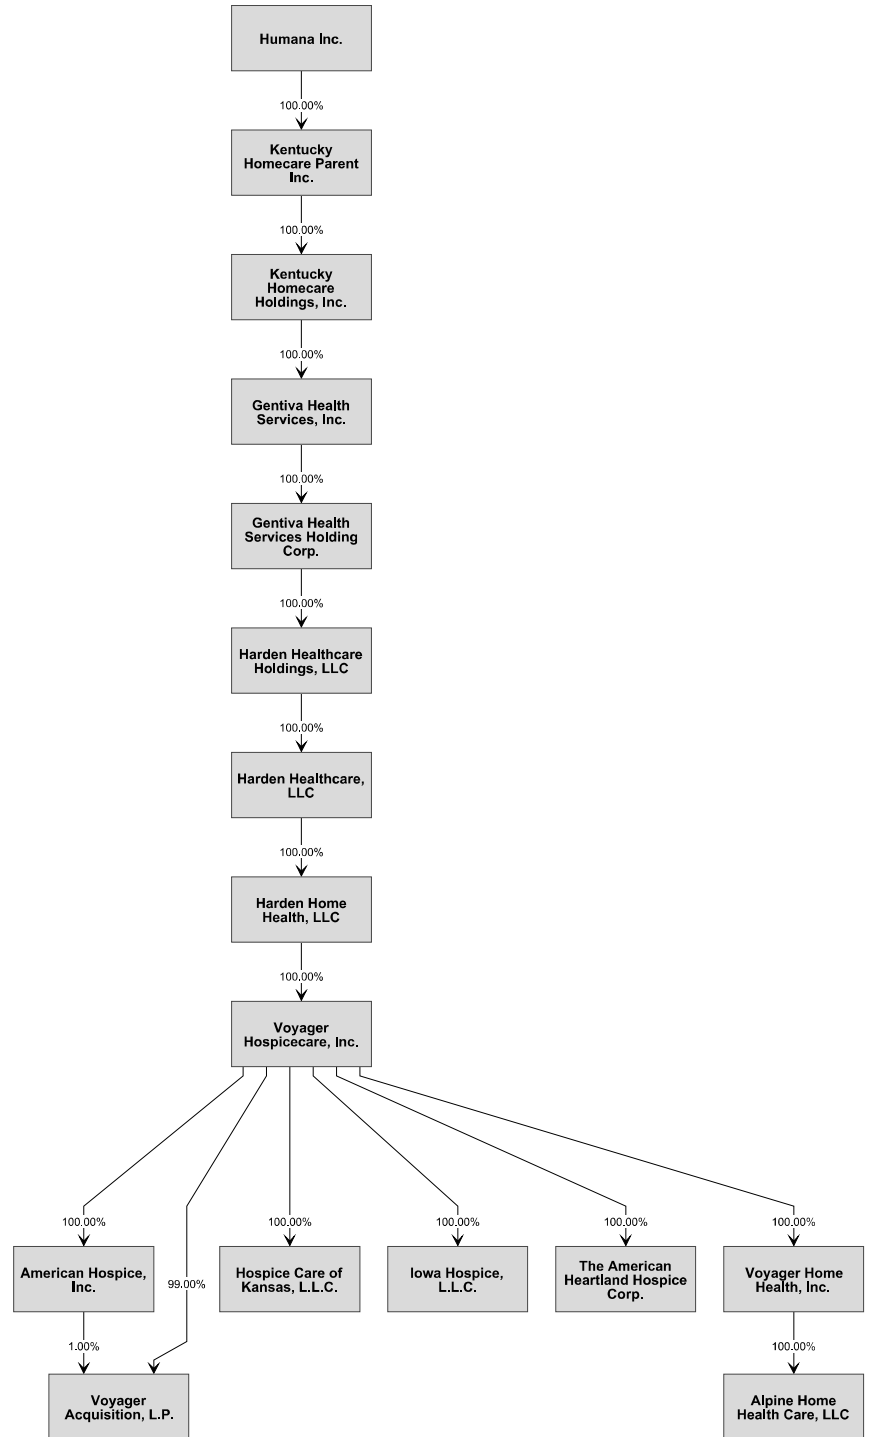 Humana Inc.
100.00%
Kentucky
Homecare Parent
Inc.
100.00%
Kentucky
Homecare
Holdings, Inc.
100.00%
Gentiva Health
Services, Inc.
100.00%
Gentiva Health
Services Holding
Corp.
100.00%
Harden Healthcare
Holdings, LLC
100.00%
Harden Healthcare,
LLC
100.00%
Harden Home
Health, LLC
100.00%
Voyager
Hospicecare, Inc.
100.00%
100.00%
100.00%
100.00%
100.00%
American Hospice,
Inc.
99.00%
Hospice Care of
Kansas, L.L.C.
Iowa Hospice,
L.L.C.
The American
Heartland Hospice
Corp.
Voyager Home
Health, Inc.
1.00%
100.00%
Voyager
Acquisition, L.P.
Alpine Home
Health Care, LLC